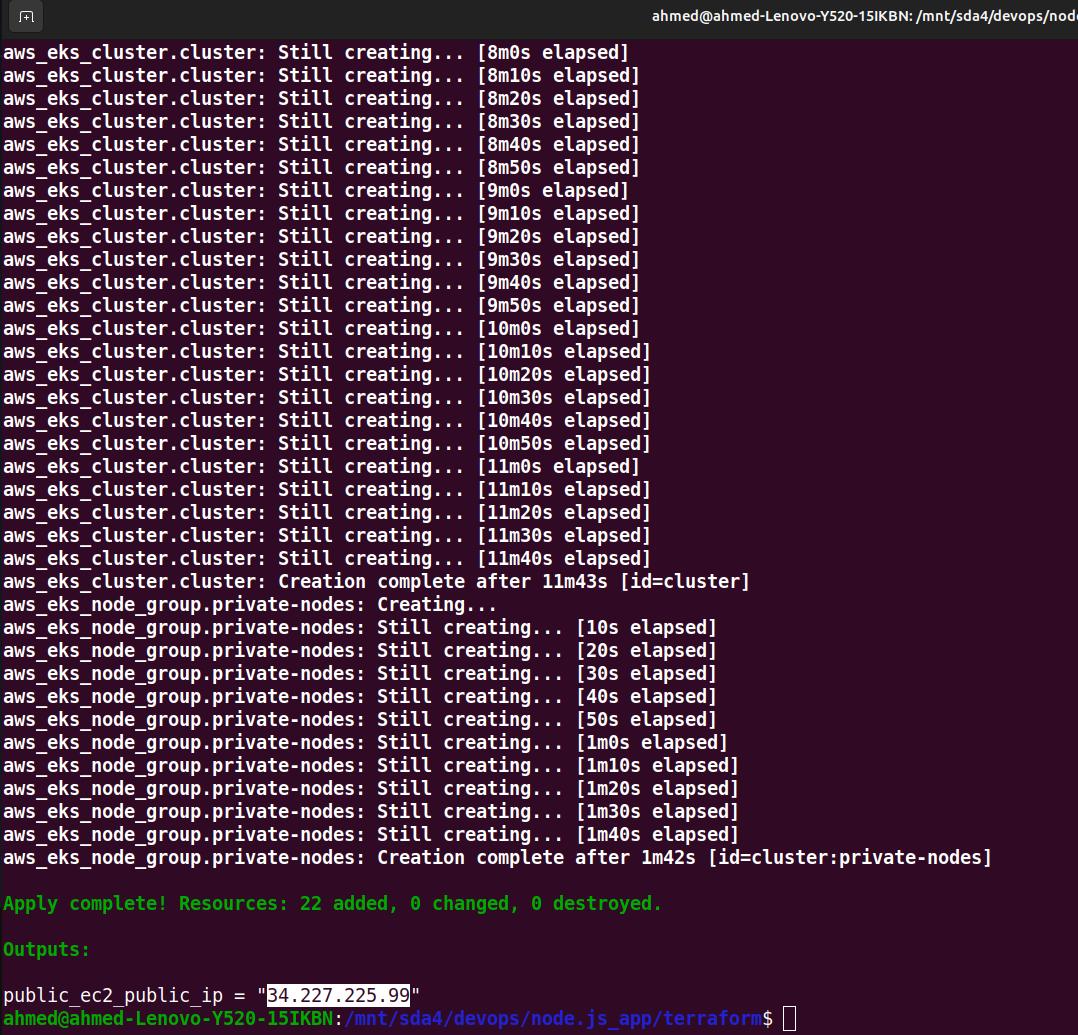 ahmed@ahmed-Lenovo-Y520-15IKBN: /mnt/sda4/devops/node
aws_eks_cluster.cluster: Still creating... [8m0s elapsed]
aws_eks_cluster.cluster: Still creating... [8m10s elapsed]
aws_eks_cluster.cluster: Still creating... [8m20s elapsed]
aws_eks_cluster.cluster: Still creating... [8m30s elapsed]
aws_eks_cluster.cluster: Still creating... [8m40s elapsed]
aws_eks_cluster.cluster: Still creating... [8m50s elapsed]
aws_eks_cluster.cluster: Still creating... [9m0s elapsed]
aws_eks_cluster.cluster: Still creating... [9m10s elapsed]
aws_eks_cluster.cluster: Still creating... [9m20s elapsed]
aws_eks_cluster.cluster: Still creating... [9m30s elapsed]
aws_eks_cluster.cluster: Still creating... [9m40s elapsed]
aws_eks_cluster.cluster: Still creating... [9m50s elapsed]
aws_eks_cluster.cluster: Still creating... [10m0s elapsed]
aws_eks_cluster.cluster: Still creating... [10m10s elapsed]
aws_eks_cluster.cluster: Still creating... [10m20s elapsed]
aws_eks_cluster.cluster: Still creating... [10m30s elapsed]
aws_eks_cluster.cluster: Still creating... [10m40s elapsed]
aws_eks_cluster.cluster: Still creating... [10m50s elapsed]
aws_eks_cluster.cluster: Still creating... [11m0s elapsed]
aws_eks_cluster.cluster: Still creating... [11m10s elapsed]
aws_eks_cluster.cluster: Still creating... [11m20s elapsed]
aws_eks_cluster.cluster: Still creating... [11m30s elapsed]
aws_eks_cluster.cluster: Still creating... [11m40s elapsed]
aws_eks_cluster.cluster: Creation complete after 11m43s [id=cluster]
aws_eks_node_group.private-nodes: Creating...
aws_eks_node_group.private-nodes: Still creating... [10s elapsed]
aws_eks_node_group.private-nodes: Still creating... [20s elapsed]
aws_eks_node_group.private-nodes: Still creating... [30s elapsed]
aws_eks_node_group.private-nodes: Still creating... [40s elapsed]
aws_eks_node_group.private-nodes: Still creating... [50s elapsed]
aws_eks_node_group.private-nodes: Still creating... [1m0s elapsed]
aws_eks_node_group.private-nodes: Still creating... [1m10s elapsed]
aws_eks_node_group.private-nodes: Still creating... [1m20s elapsed]
aws_eks_node_group.private-nodes: Still creating... [1m30s elapsed]
aws_eks_node_group.private-nodes: Still creating... [1m40s elapsed]
aws_eks_node_group.private-nodes: Creation complete after 1m42s [id=cluster:private-nodes]
Apply complete! Resources: 22 added, 0 changed, 0 destroyed.
Outputs:
public_ec2_public_ip = "34.227.225.99"
ahmed@ahmed-Lenovo-Y520-15IKBN:/mnt/sda4/devops/node.js_app/terraform$